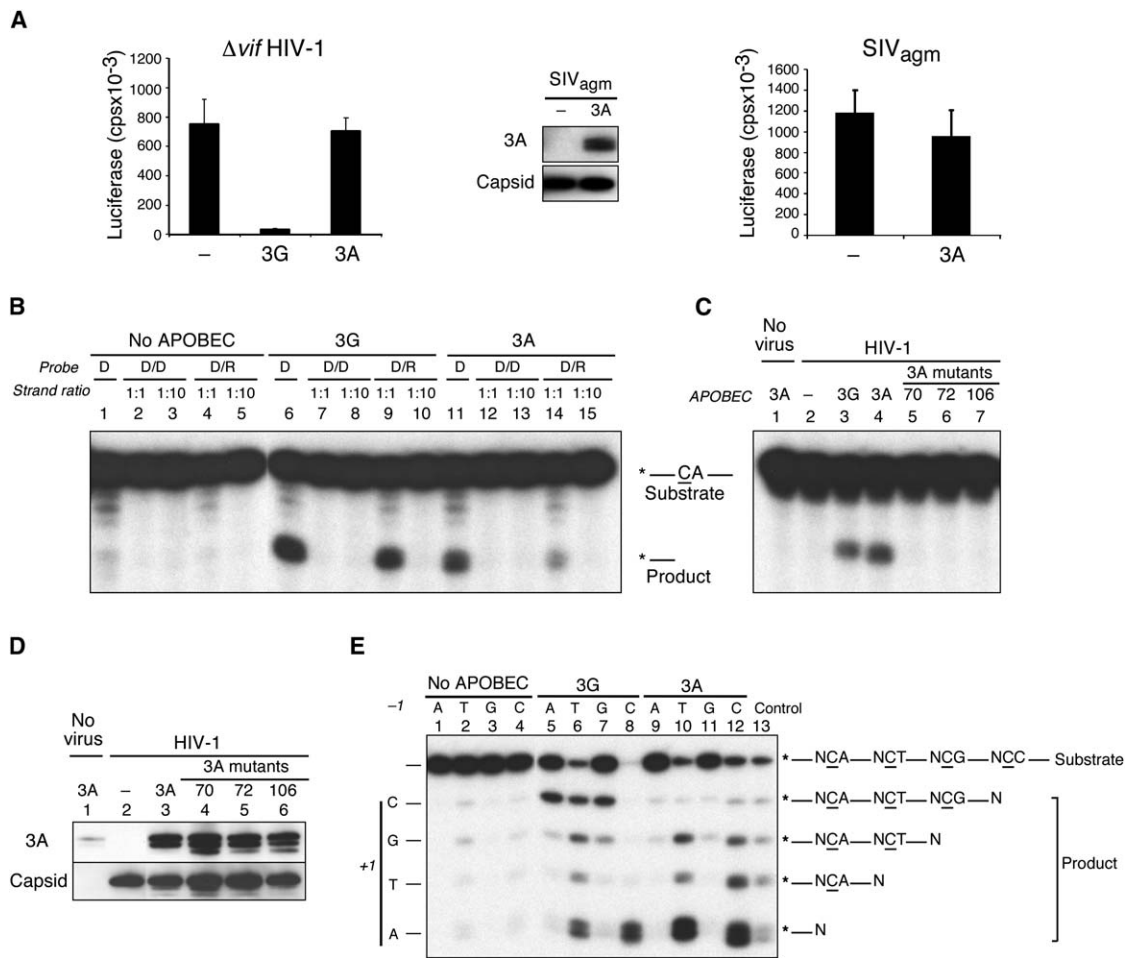 A
Δvif HIV-1
Luciferase (cpsx10-3)
1000
800
600
400
200
0
– 3G 3A
SIVagm
– 3A
3A
Capsid
SIVagm
Luciferase (cpsx10-3)
1600
1400
1200
1000
800
600
400
200
0
– 3A
B
No APOBEC 3G 3A
Probe D D/D D/R D D/D D/R D D/D D/R
Strand ratio 1:1 1:10 1:1 1:10 1:1 1:10 1:1 1:10 1:1 1:10 1:1 1:10
1 2 3 4 5 6 7 8 9 10 11 12 13 14 15
* — CA —
Substrate
* —
Product
C
No
virus
HIV-1
3A mutants
APOBEC 3A – 3G 3A 70 72 106
1 2 3 4 5 6 7
D
No
virus
HIV-1
3A mutants
3A – 3A 70 72 106
1 2 3 4 5 6
3A
Capsid
E
No APOBEC 3G 3A
–1 A T G C A T G C A T G C Control
1 2 3 4 5 6 7 8 9 10 11 12 13
– * — NCA — NCT — NCG — NCC — Substrate
C – * — NCA — NCT — NCG — N
G – * — NCA — NCT — N
+1
Product
T – * — NCA — N
A – * — N